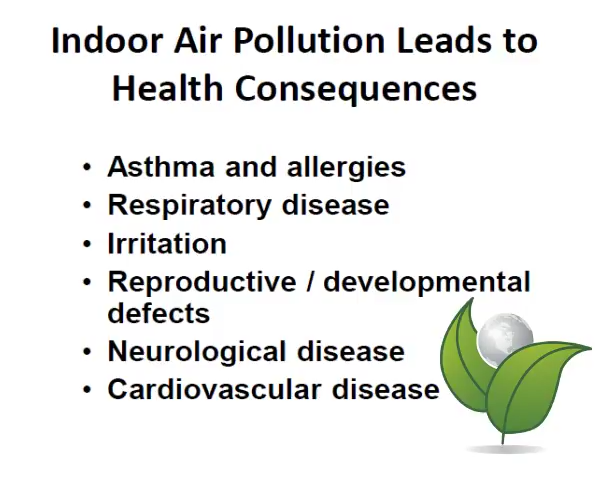 Indoor Air Pollution Leads to
Health Consequences
• Asthma and allergies
• Respiratory disease
• Irritation
• Reproductive / developmental
defects
• Neurological disease
• Cardiovascular disease